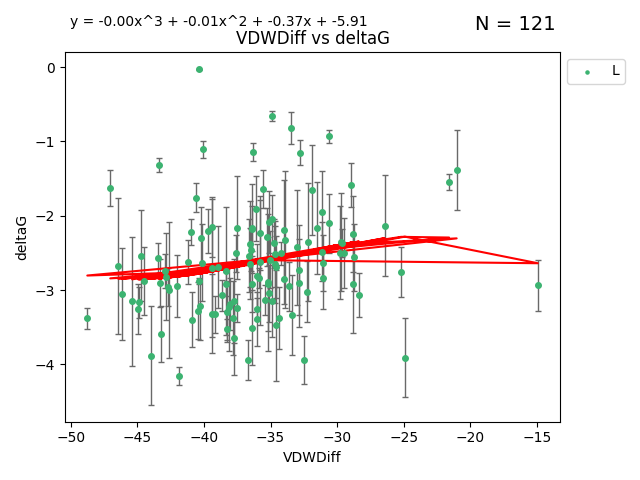 y = -0.00x^3 + -0.01x^2 + -0.37x + -5.91
N = 121
VDWDiff vs deltaG
L
deltaG
0
−1
−2
−3
−4
−50 −45 −40 −35 −30 −25 −20 −15
VDWDiff